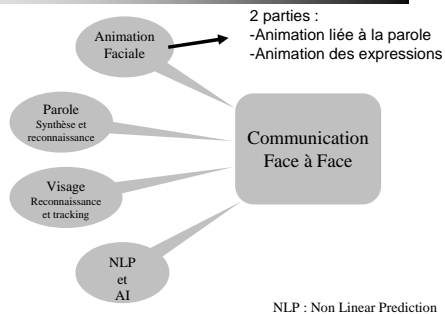 2 parties :
-Animation liée à la parole
-Animation des expressions
Animation
Faciale
Parole
Synthèse et
reconnaissance
Communication
Face à Face
Visage
Reconnaissance
et tracking
NLP
et
AI
NLP : Non Linear Prediction